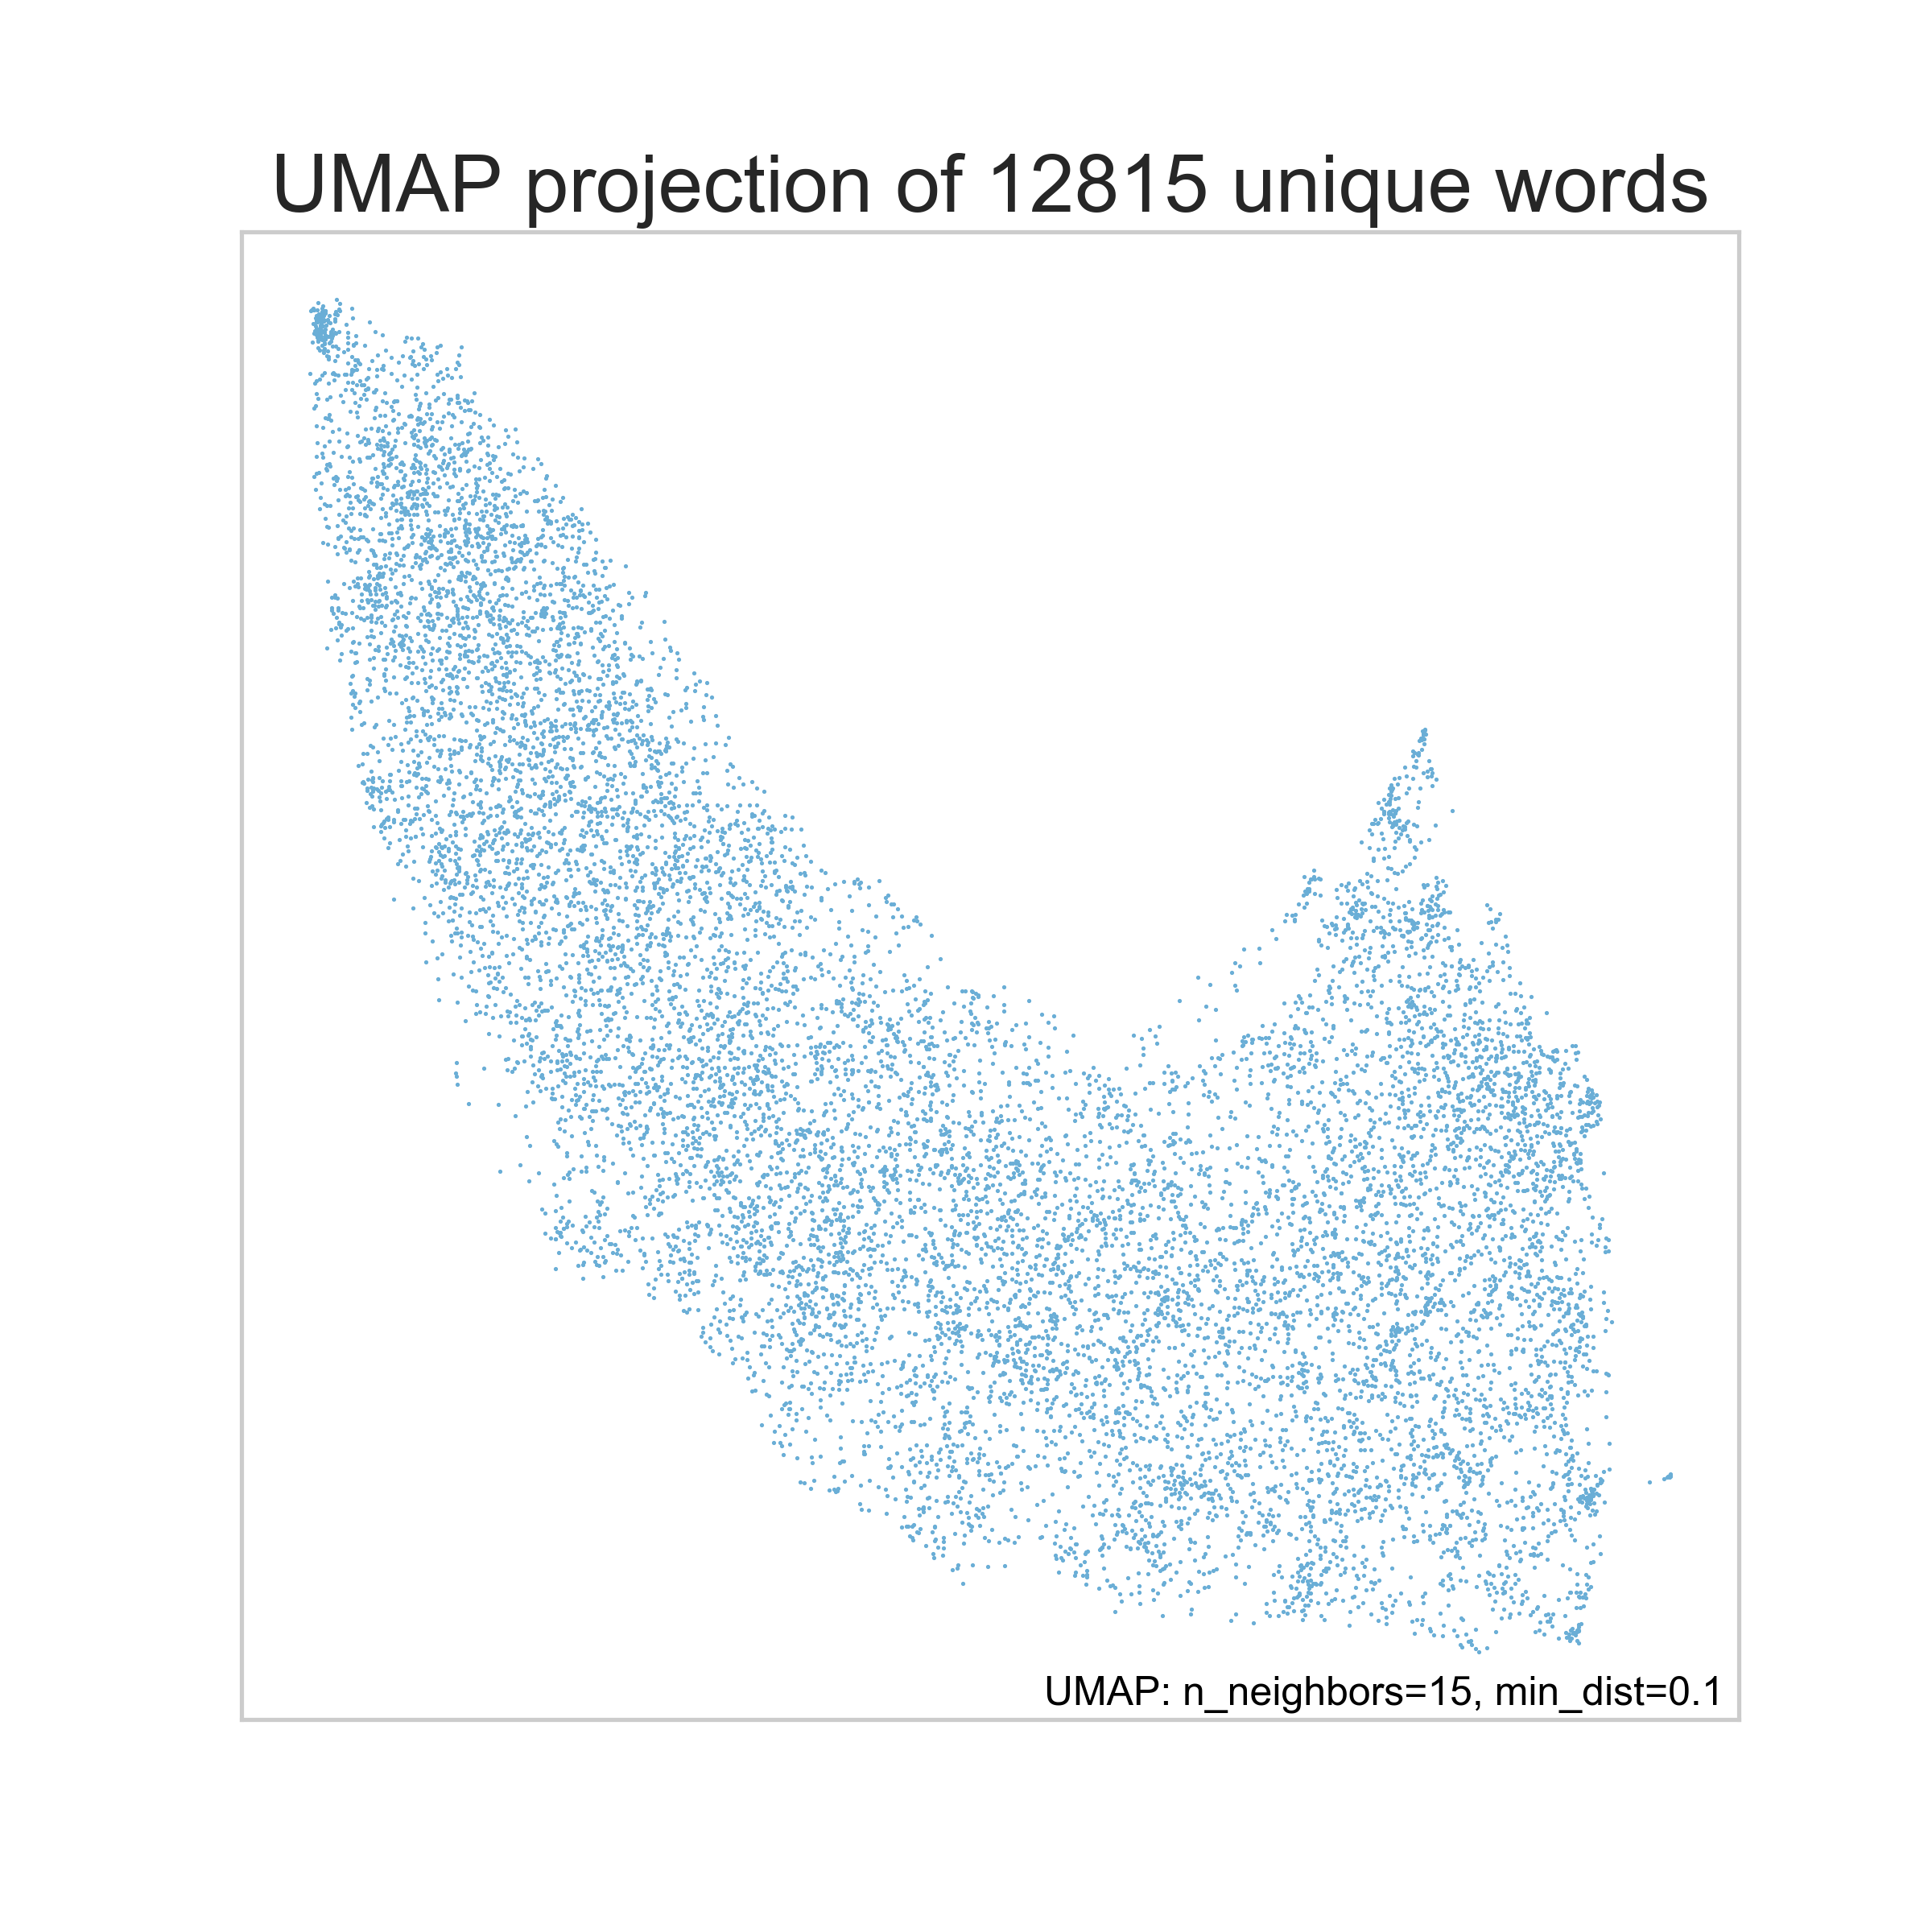 UMAP projection of 12815 unique words
UMAP: n_neighbors=15, min_dist=0.1